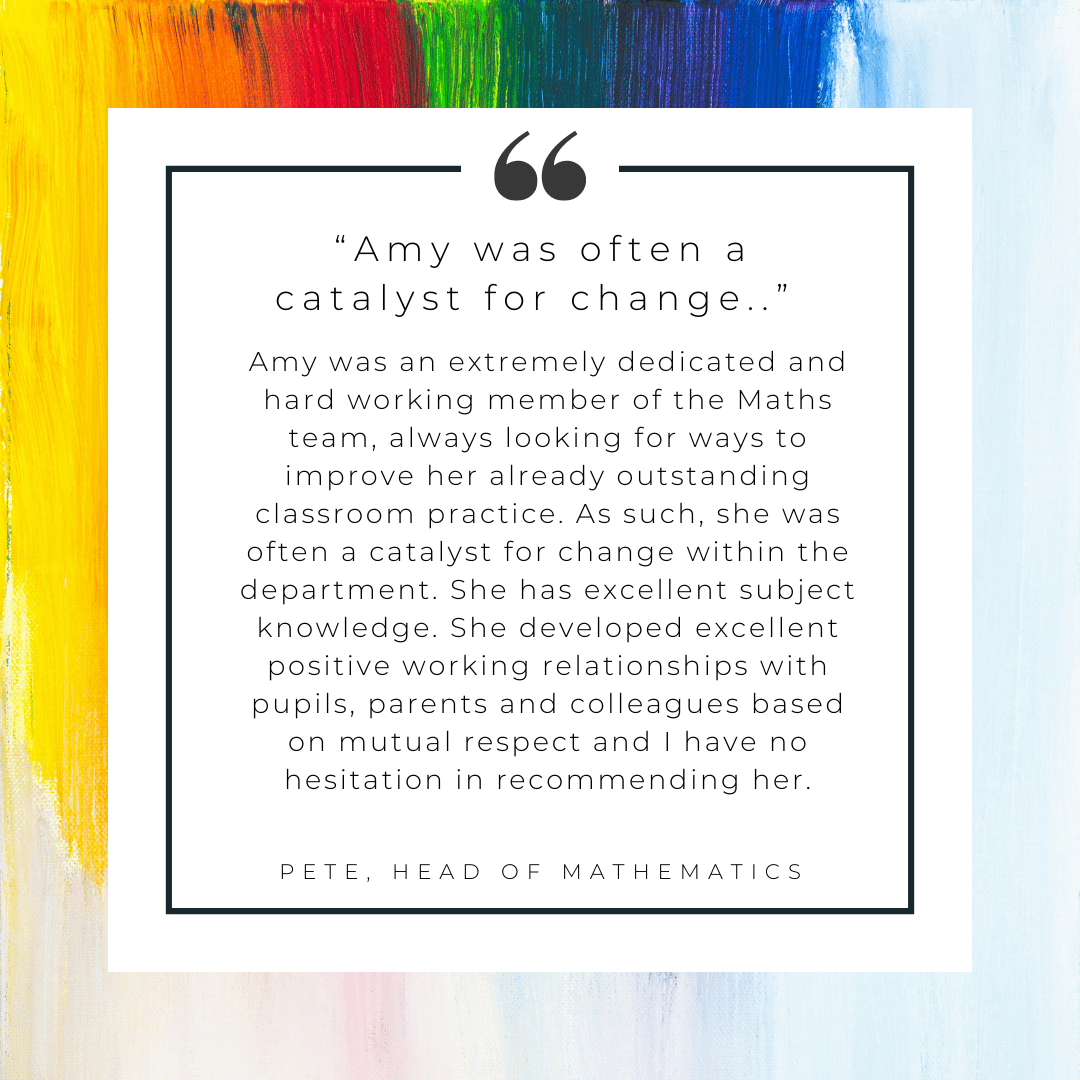 “Amy was often a
catalyst for change..”
Amy was an extremely dedicated and
hard working member of the Maths
team, always looking for ways to
improve her already outstanding
classroom practice. As such, she was
often a catalyst for change within the
department. She has excellent subject
knowledge. She developed excellent
positive working relationships with
pupils, parents and colleagues based
on mutual respect and I have no
hesitation in recommending her.
PETE, HEAD OF MATHEMATICS